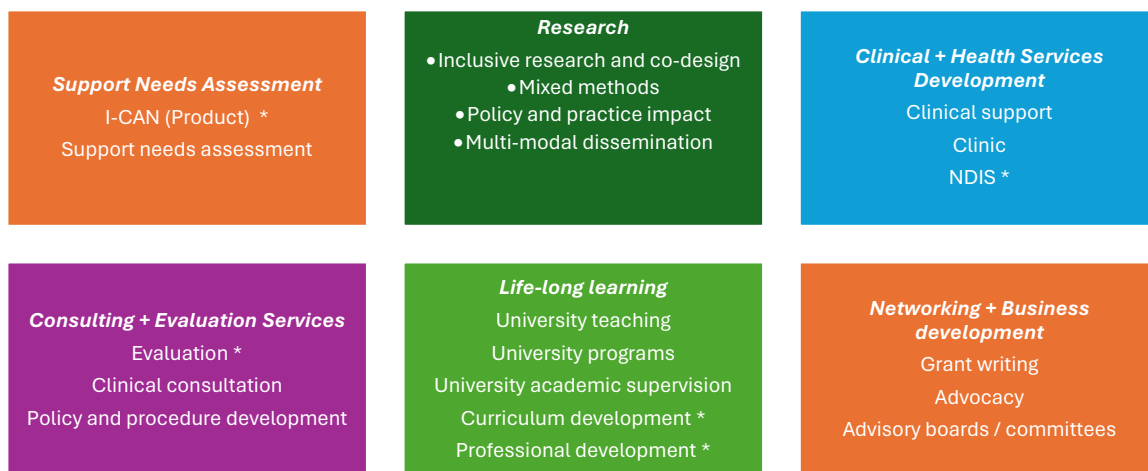 Support Needs Assessment
I-CAN (Product) *
Support needs assessment
Research
•Inclusive research and co-design
•Mixed methods
•Policy and practice impact
•Multi-modal dissemination
Clinical + Health Services
Development
Clinical support
Clinic
NDIS *
Consulting + Evaluation Services
Evaluation *
Clinical consultation
Policy and procedure development
Life-long learning
University teaching
University programs
University academic supervision
Curriculum development *
Professional development *
Networking + Business
development
Grant writing
Advocacy
Advisory boards / committees